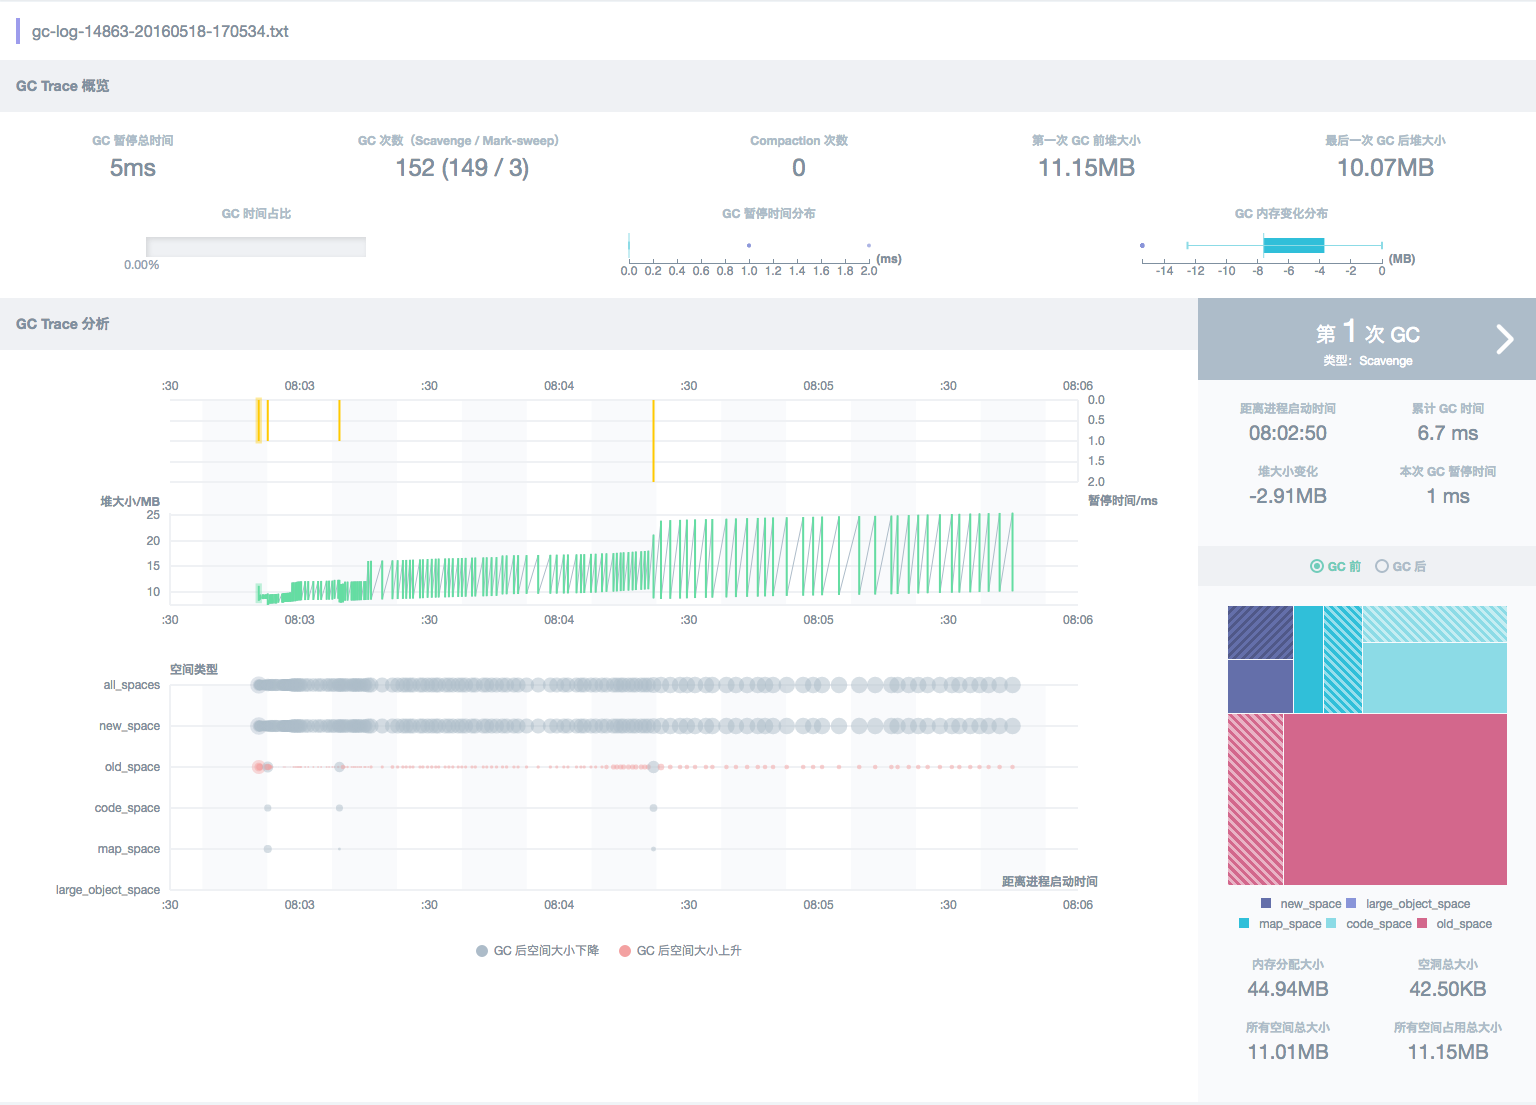 gc-log-14863-20160518-170534.txt
GC Trace 概览
GC 暂停总时间
5ms
GC 次数（Scavenge / Mark-sweep）
152 (149 / 3)
Compaction 次数
0
第一次 GC 前堆大小
11.15MB
最后一次 GC 后堆大小
10.07MB
GC 时间占比
0.00%
GC 暂停时间分布
(ms)
0.0 0.2 0.4 0.6 0.8 1.0 1.2 1.4 1.6 1.8 2.0
GC 内存变化分布
(MB)
-14 -12 -10 -8 -6 -4 -2 0
GC Trace 分析
:30 08:03 :30 08:04 :30 08:05 :30 08:06
0.0
0.5
1.0
1.5
2.0
暂停时间/ms
堆大小/MB
25
20
15
10
:30 08:03 :30 08:04 :30 08:05 :30 08:06
空间类型
all_spaces
new_space
old_space
code_space
map_space
large_object_space
距离进程启动时间
:30 08:03 :30 08:04 :30 08:05 :30 08:06
GC 后空间大小下降 GC 后空间大小上升
第 1 次 GC
类型：Scavenge
距离进程启动时间
08:02:50
累计 GC 时间
6.7 ms
堆大小变化
-2.91MB
本次 GC 暂停时间
1 ms
GC 前 GC 后
new_space large_object_space
map_space code_space old_space
内存分配大小
44.94MB
空洞总大小
42.50KB
所有空间总大小
11.01MB
所有空间占用总大小
11.15MB